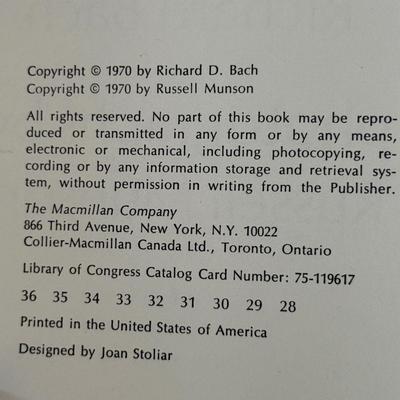 Copyright © 1970 by Richard D. Bach
Copyright © 1970 by Russell Munson
All rights reserved. No part of this book may be repro-
duced or transmitted in any form or by any means,
electronic or mechanical, including photocopying, re-
cording or by any information storage and retrieval sys-
tem, without permission in writing from the Publisher.
The Macmillan Company
866 Third Avenue, New York, N.Y. 10022
Collier-Macmillan Canada Ltd., Toronto, Ontario
Library of Congress Catalog Card Number: 75-119617
36 35 34 33 32 31 30 29 28
Printed in the United States of America
Designed by Joan Stoliar